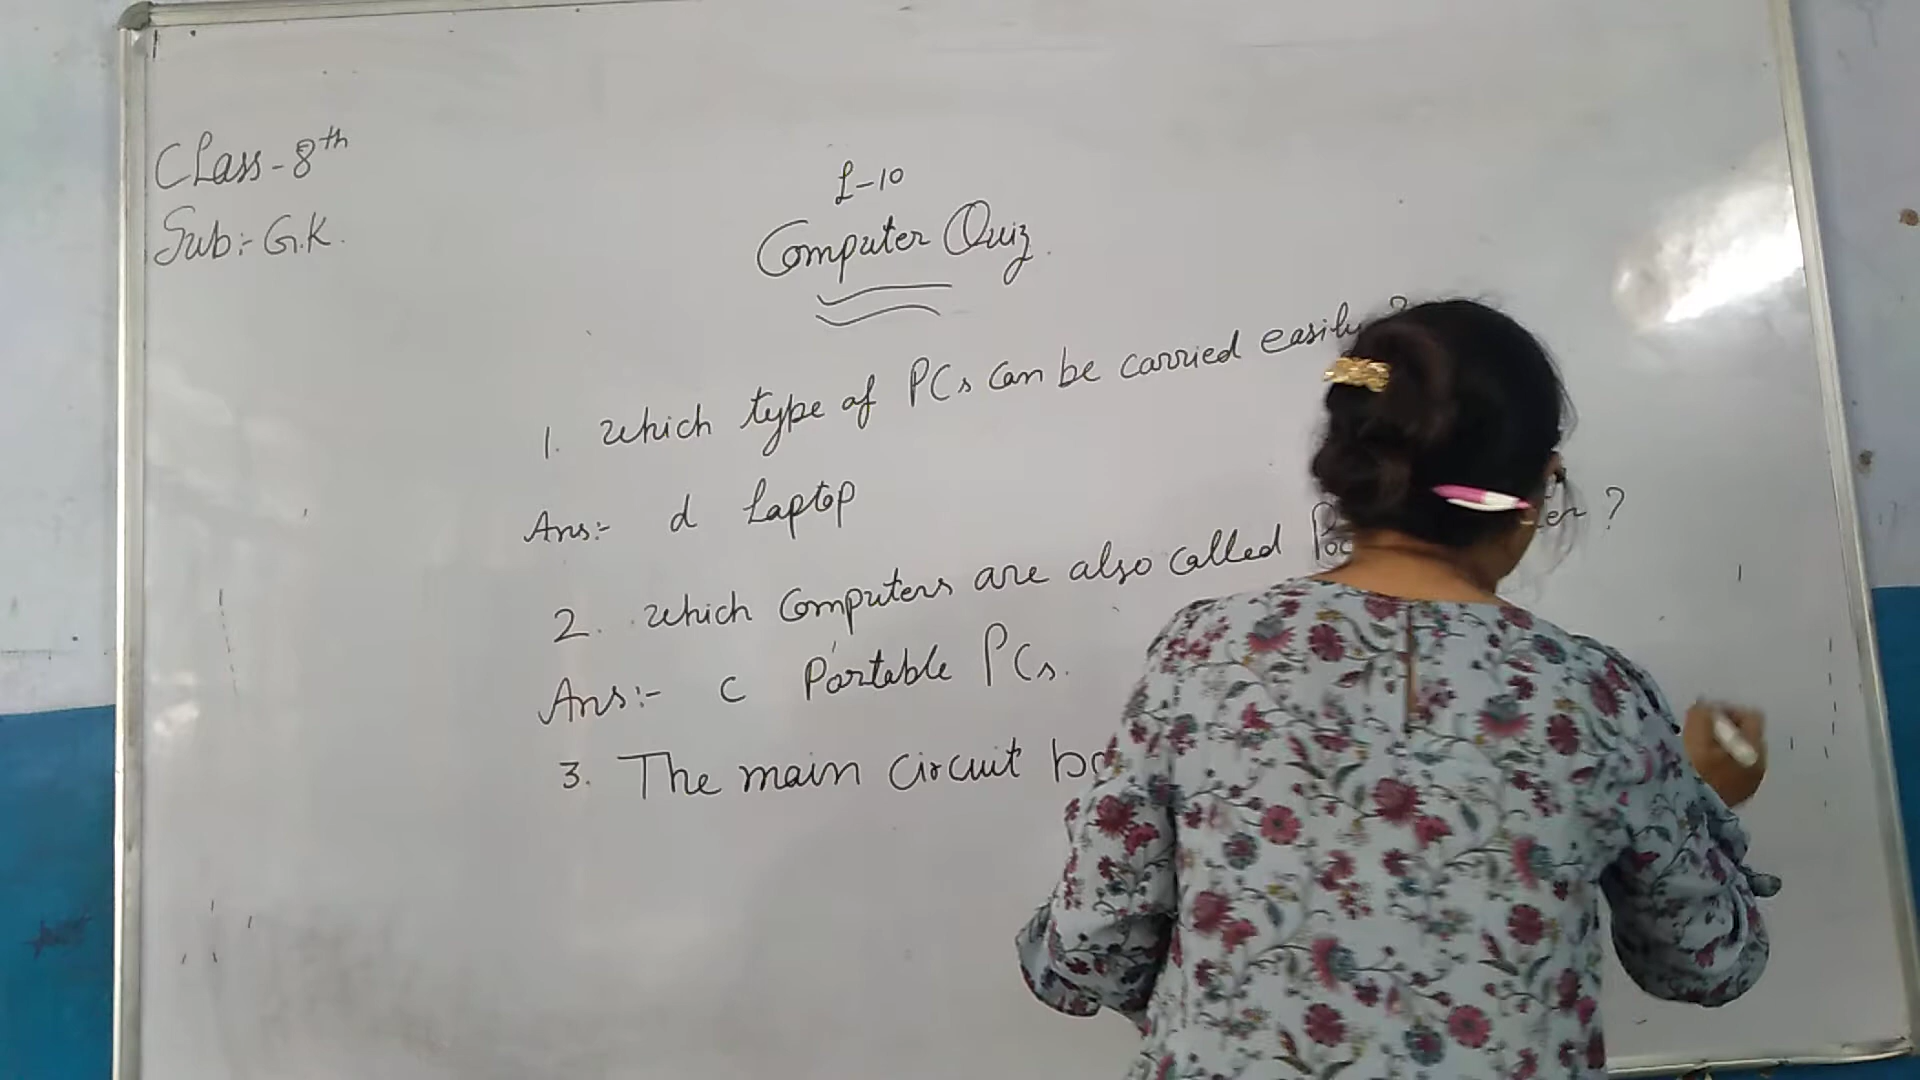 Class-8th
Sub:- G.K.
L-10
Computer Quiz.
1. which type of PCs can be carried easily ?
Ans:- d Laptop
2. which Computers are also called ?
Ans:- c Portable PCs.
3. The main circuit